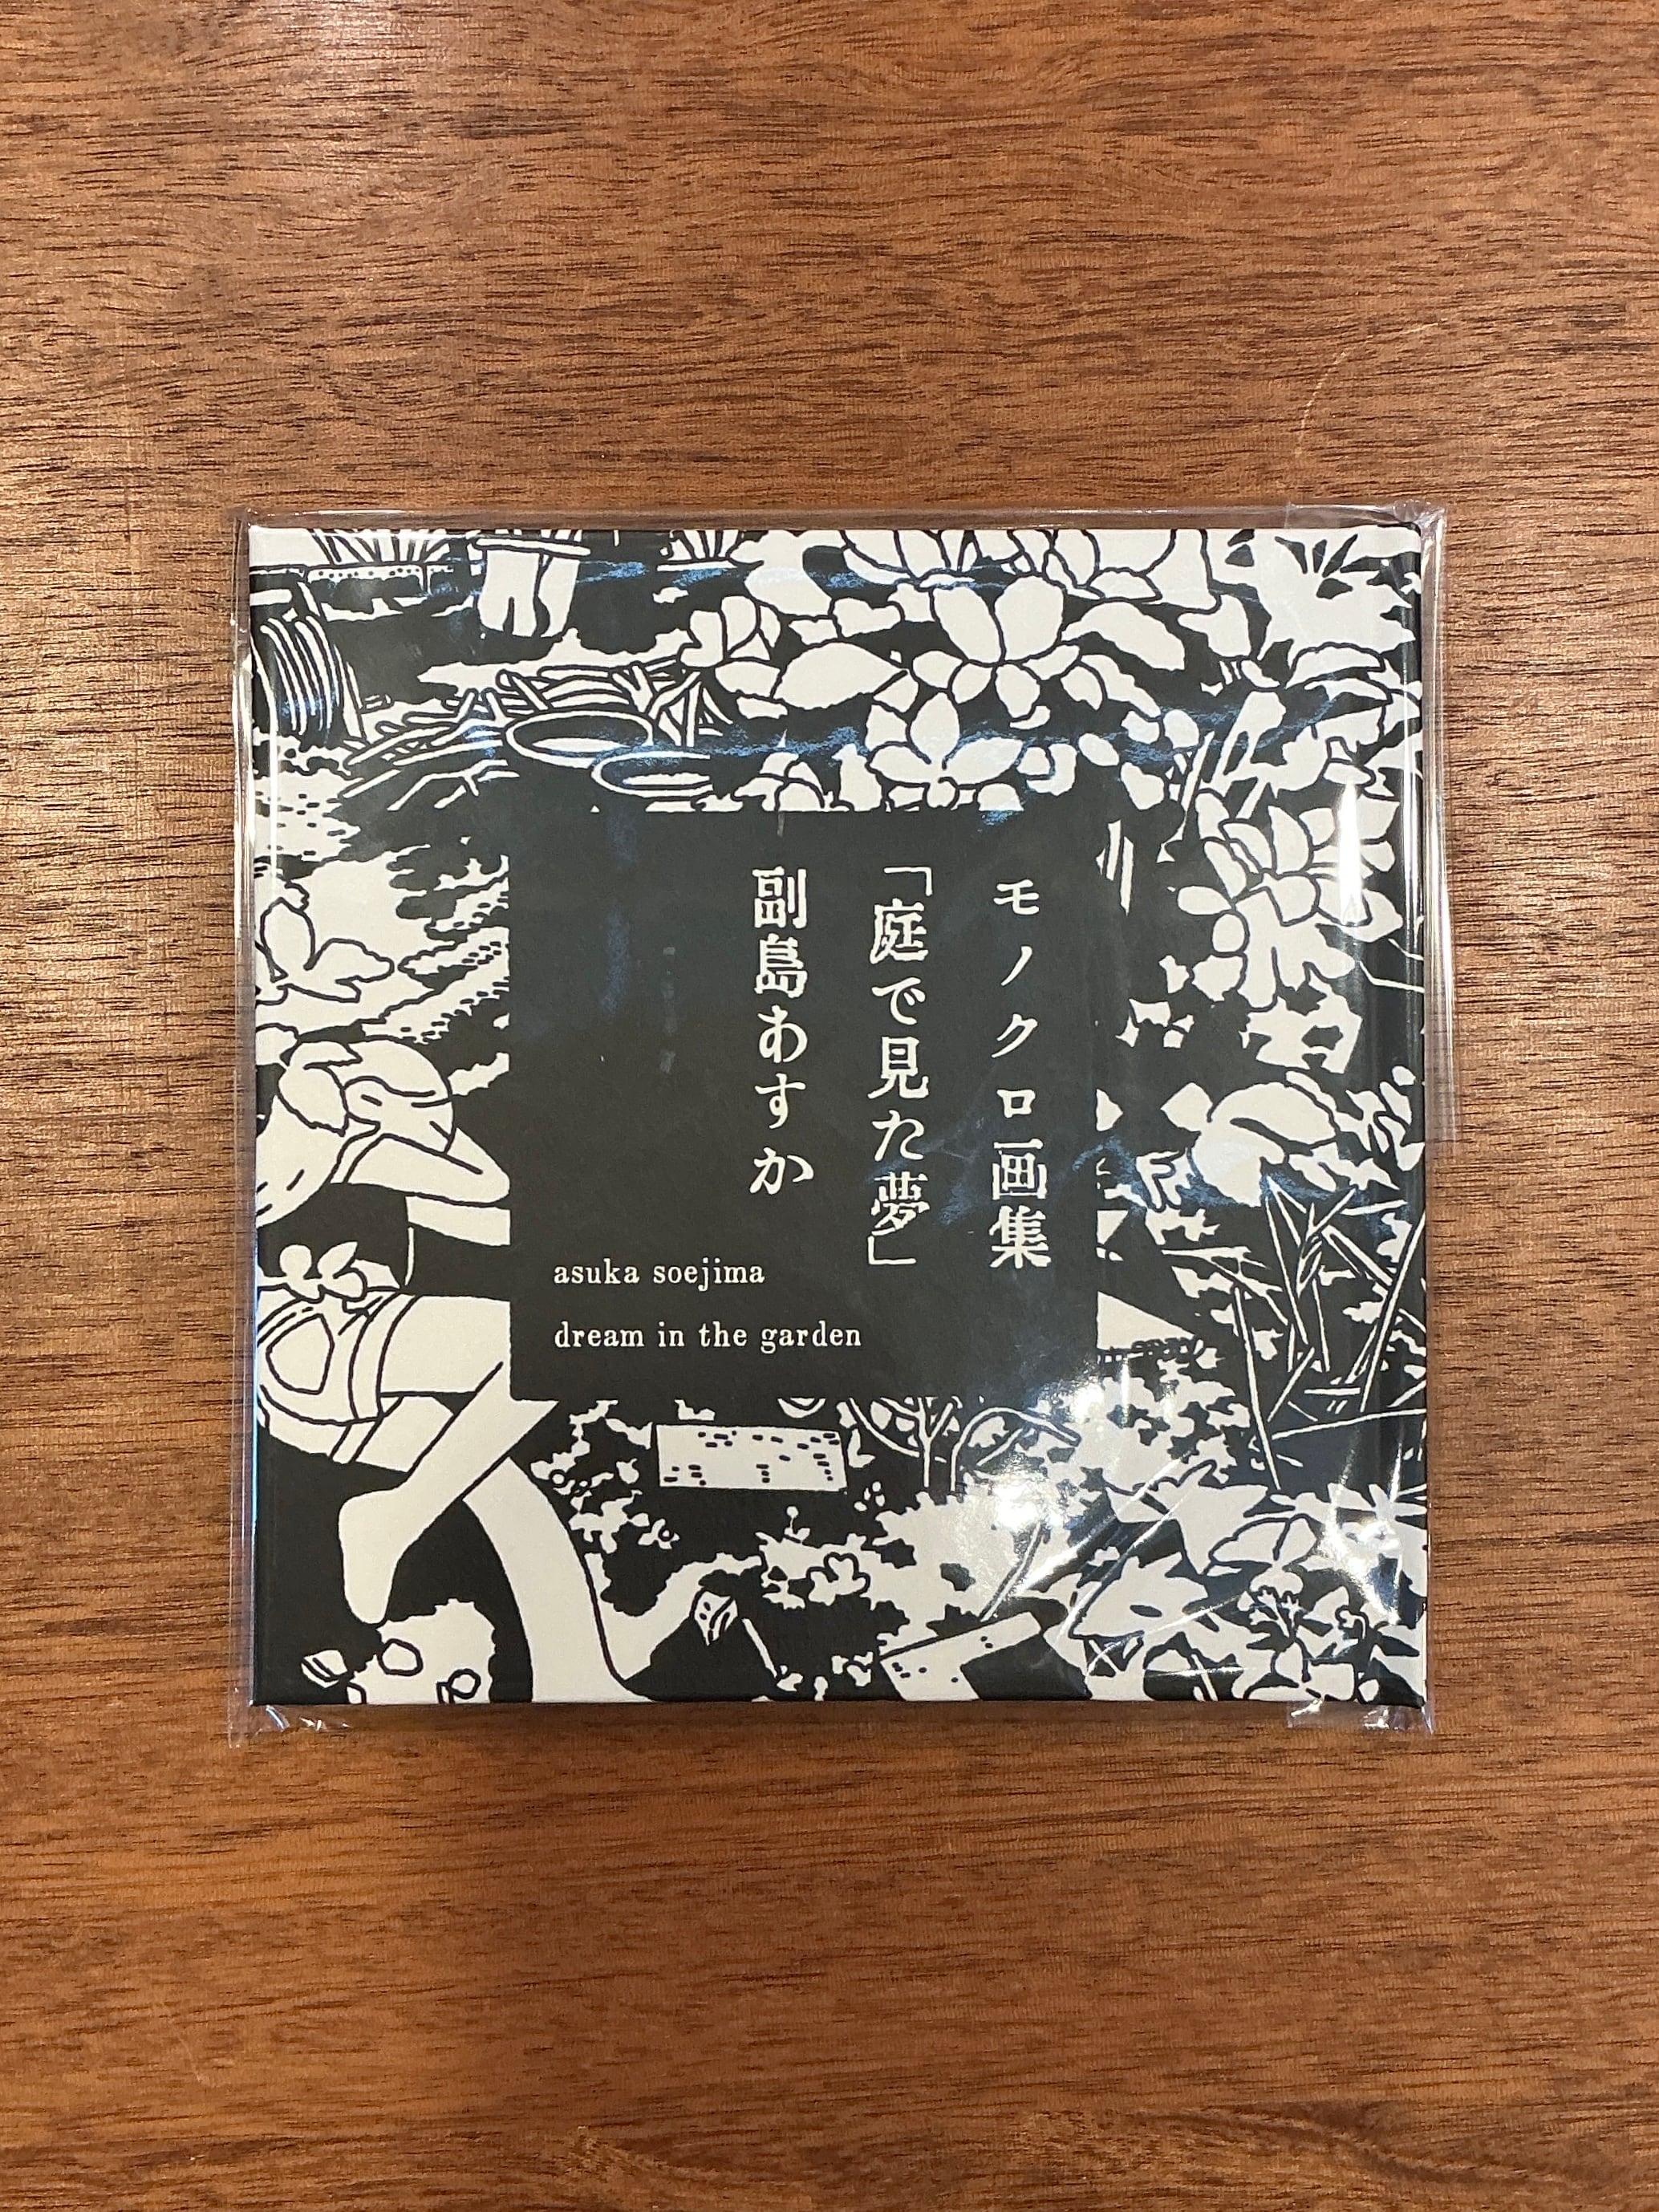 モノクロ画集
「庭で見た夢」
副島あすか
asuka soejima
dream in the garden